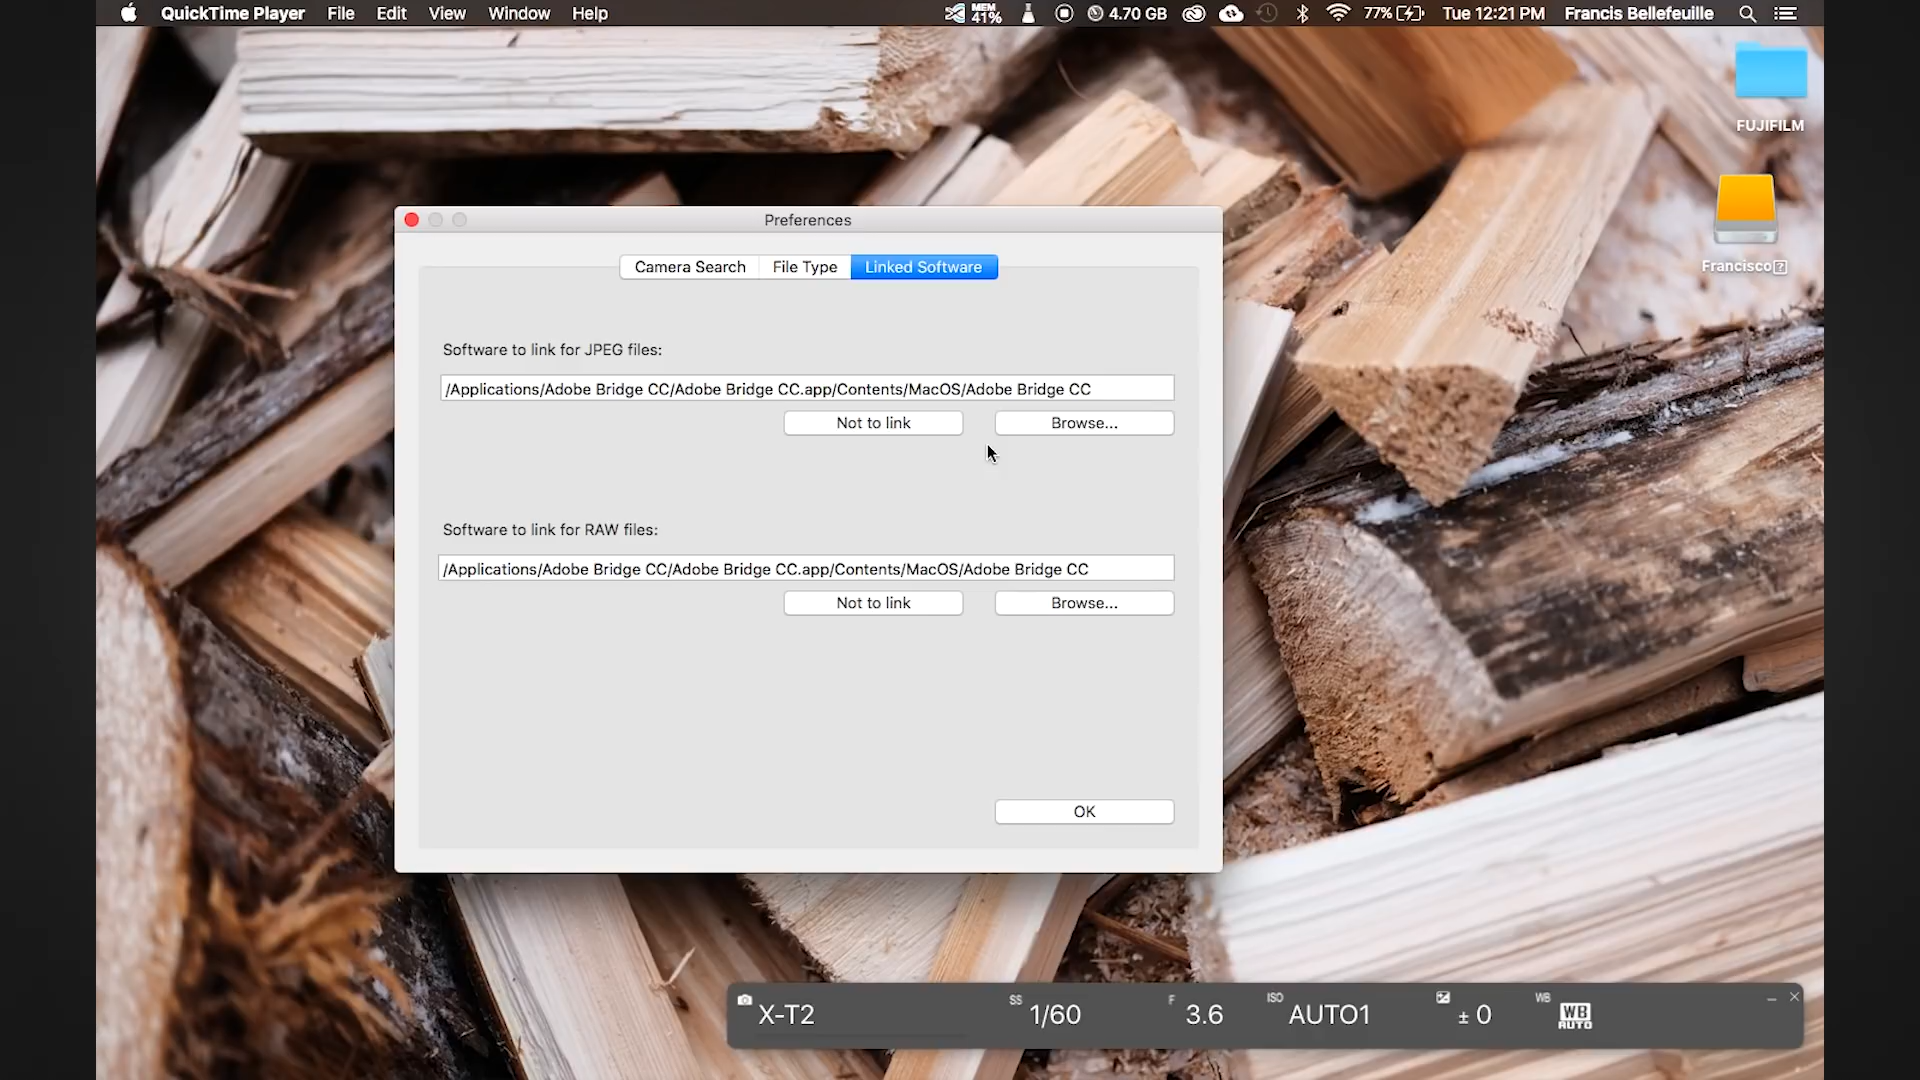 QuickTime Player File Edit View Window Help MEM 41% 4.70 GB 77% Tue 12:21 PM Francis Bellefeuille
FUJIFILM
Francisco
Preferences
Camera Search File Type Linked Software
Software to link for JPEG files:
/Applications/Adobe Bridge CC/Adobe Bridge CC.app/Contents/MacOS/Adobe Bridge CC
Not to link Browse...
Software to link for RAW files:
/Applications/Adobe Bridge CC/Adobe Bridge CC.app/Contents/MacOS/Adobe Bridge CC
Not to link Browse...
OK
X-T2 SS 1/60 F 3.6 ISO AUTO1 ± 0 WB WB AUTO